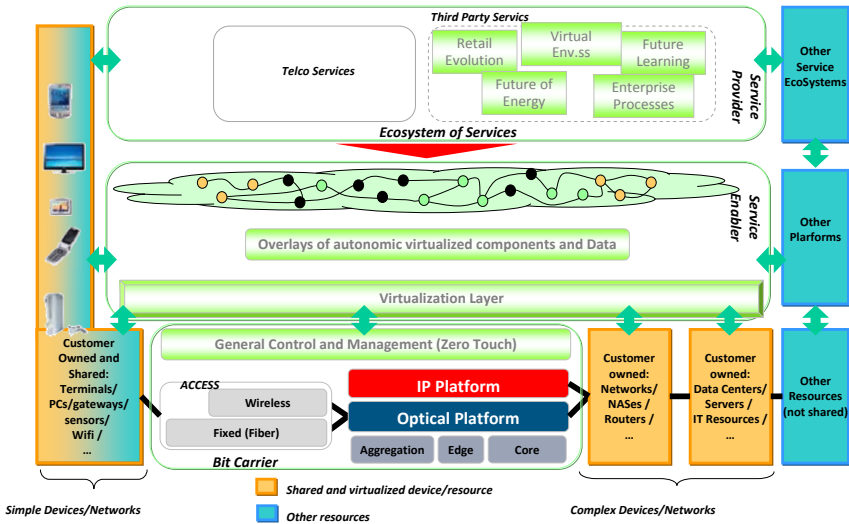 Third Party Servics
Telco Services
Retail
Evolution
Virtual
Env.ss
Future
Learning
Future of
Energy
Enterprise
Processes
Service
Provider
Ecosystem of Services
Other
Service
EcoSystems
Service
Enabler
Overlays of autonomic virtualized components and Data
Other
Plarforms
Virtualization Layer
Customer
Owned and
Shared:
Terminals/
PCs/gateways/
sensors/
Wifi /
…
General Control and Management (Zero Touch)
ACCESS
Wireless
Fixed (Fiber)
IP Platform
Optical Platform
Aggregation
Edge
Core
Bit Carrier
Customer
owned:
Networks/
NASes /
Routers /
…
Customer
owned:
Data Centers/
Servers /
IT Resources /
…
Other
Resources
(not shared)
Simple Devices/Networks
Shared and virtualized device/resource
Other resources
Complex Devices/Networks